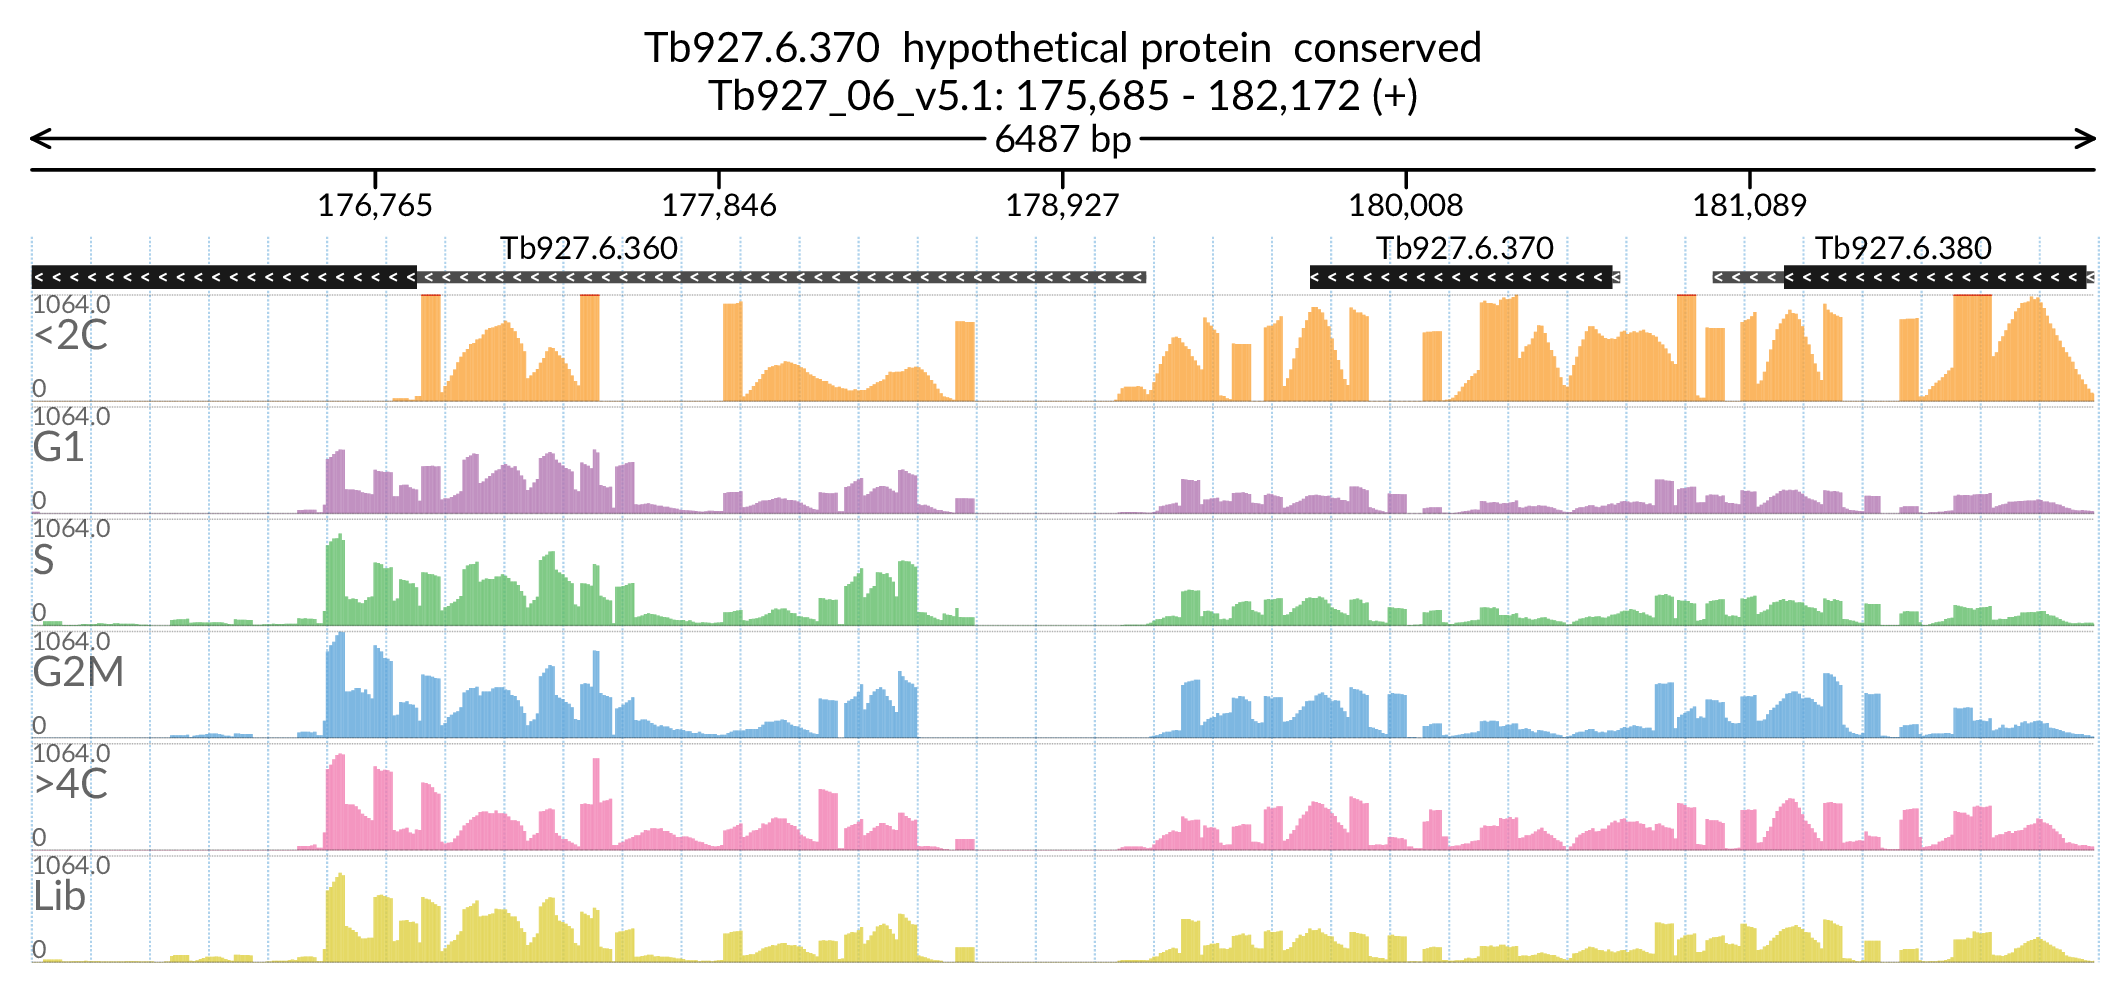 Tb927.6.370  hypothetical protein  conserved
Tb927_06_v5.1: 175,685 - 182,172 (+)
6487 bp
176,765 177,846 178,927 180,008 181,089
Tb927.6.360 Tb927.6.370 Tb927.6.380
1064.0
<2C
0
1064.0
G1
0
1064.0
S
0
1064.0
G2M
0
1064.0
>4C
0
1064.0
Lib
0